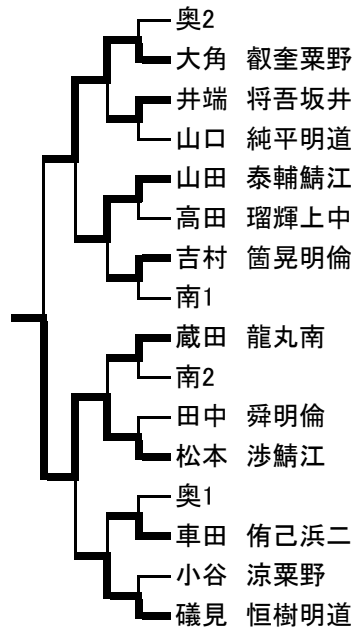 奥2
大角 叡奎粟野
井端 将吾坂井
山口 純平明道
山田 泰輔鯖江
高田 瑠輝上中
吉村 箇晃明倫
南1
蔵田 龍丸南
南2
田中 舜明倫
松本 渉鯖江
奥1
車田 侑己浜二
小谷 涼粟野
礒見 恒樹明道